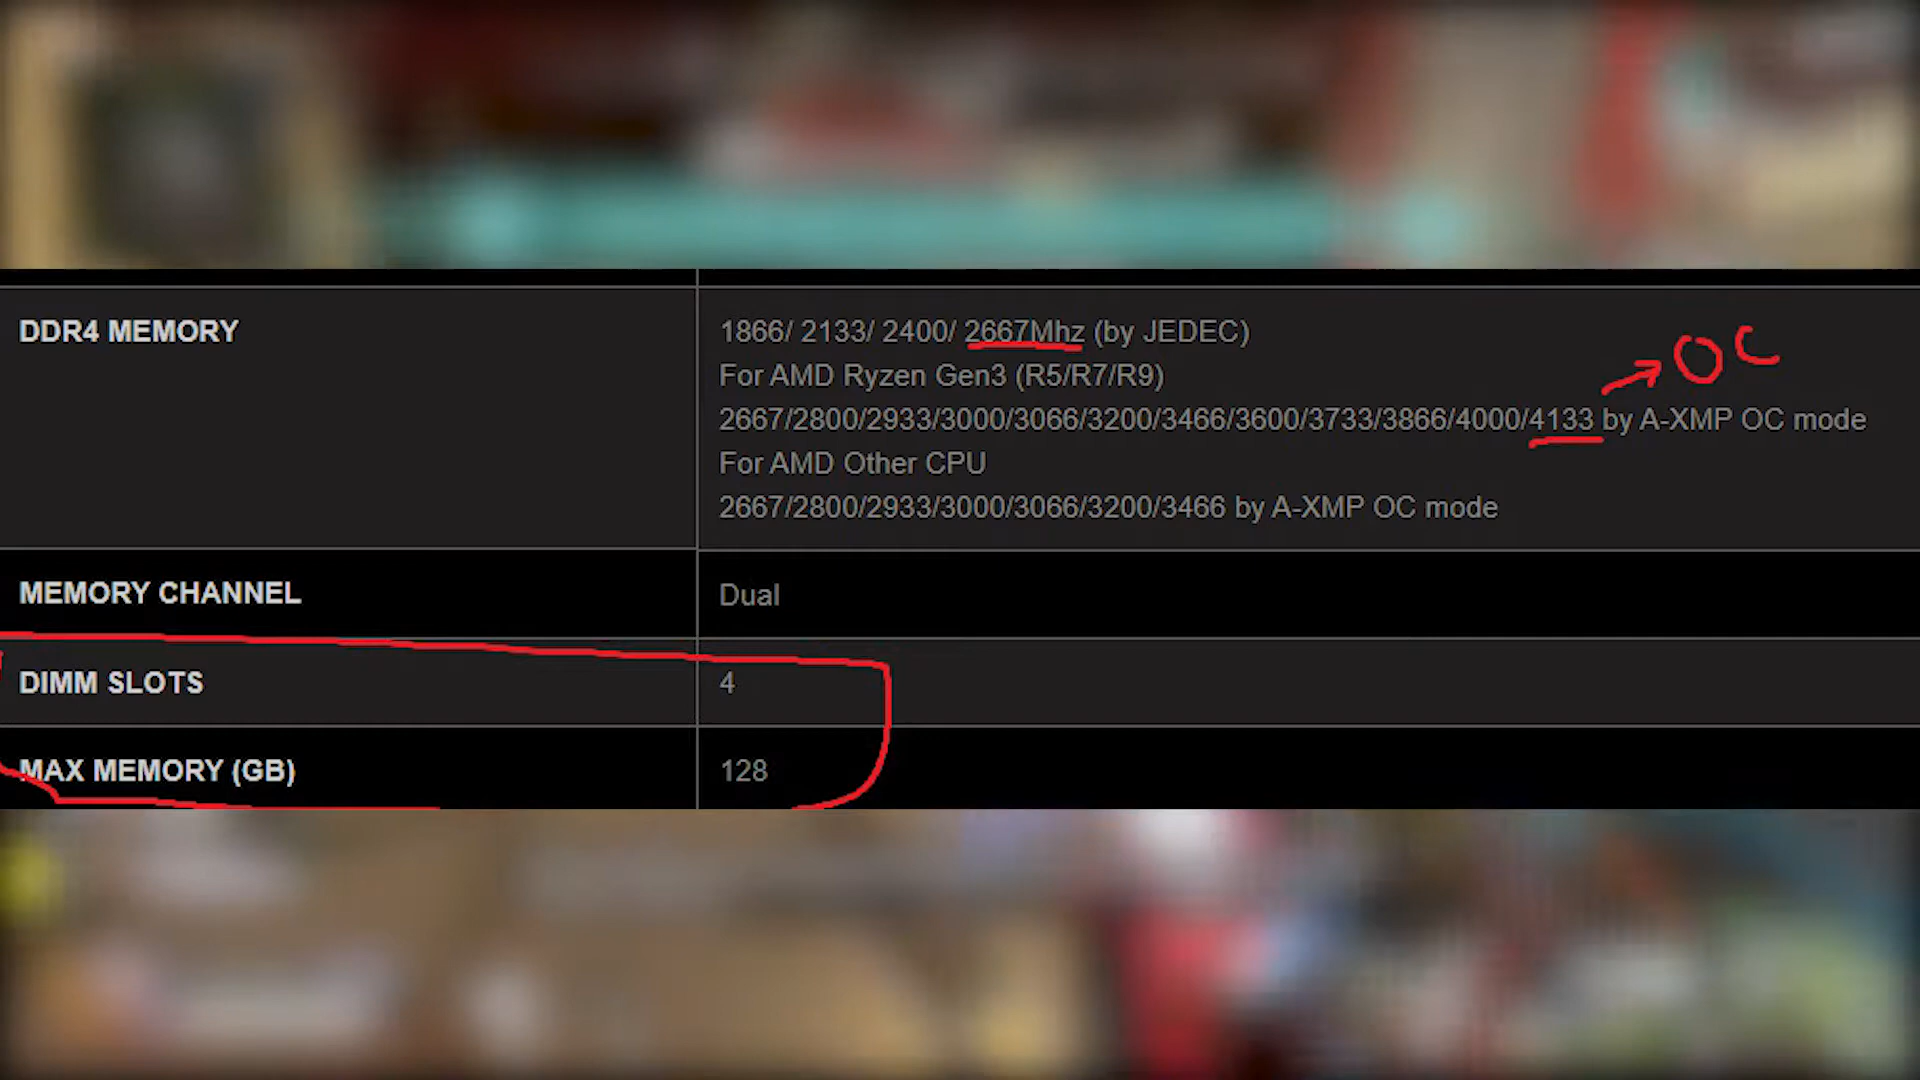 DDR4 MEMORY
1866/ 2133/ 2400/ 2667Mhz (by JEDEC)
For AMD Ryzen Gen3 (R5/R7/R9)
2667/2800/2933/3000/3066/3200/3466/3600/3733/3866/4000/4133 by A-XMP OC mode
For AMD Other CPU
2667/2800/2933/3000/3066/3200/3466 by A-XMP OC mode
OC
MEMORY CHANNEL
Dual
DIMM SLOTS
4
MAX MEMORY (GB)
128